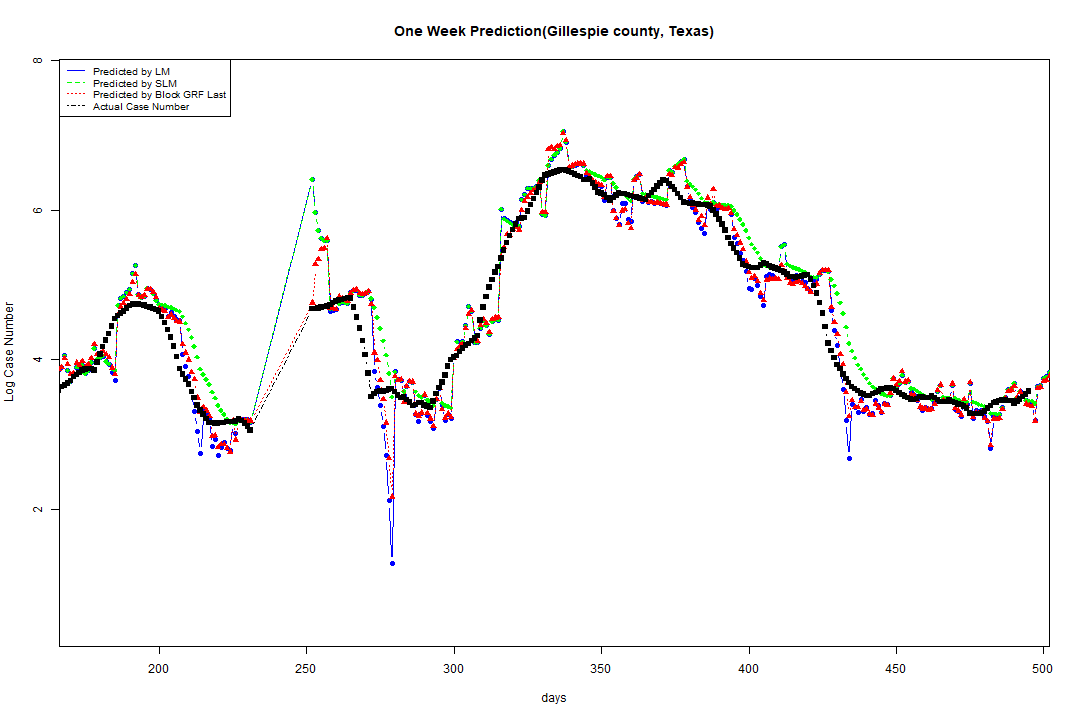 One Week Prediction(Gillespie county, Texas)
Predicted by LM
Predicted by SLM
Predicted by Block GRF Last
Actual Case Number
Log Case Number
8
6
4
2
200 250 300 350 400 450 500
days